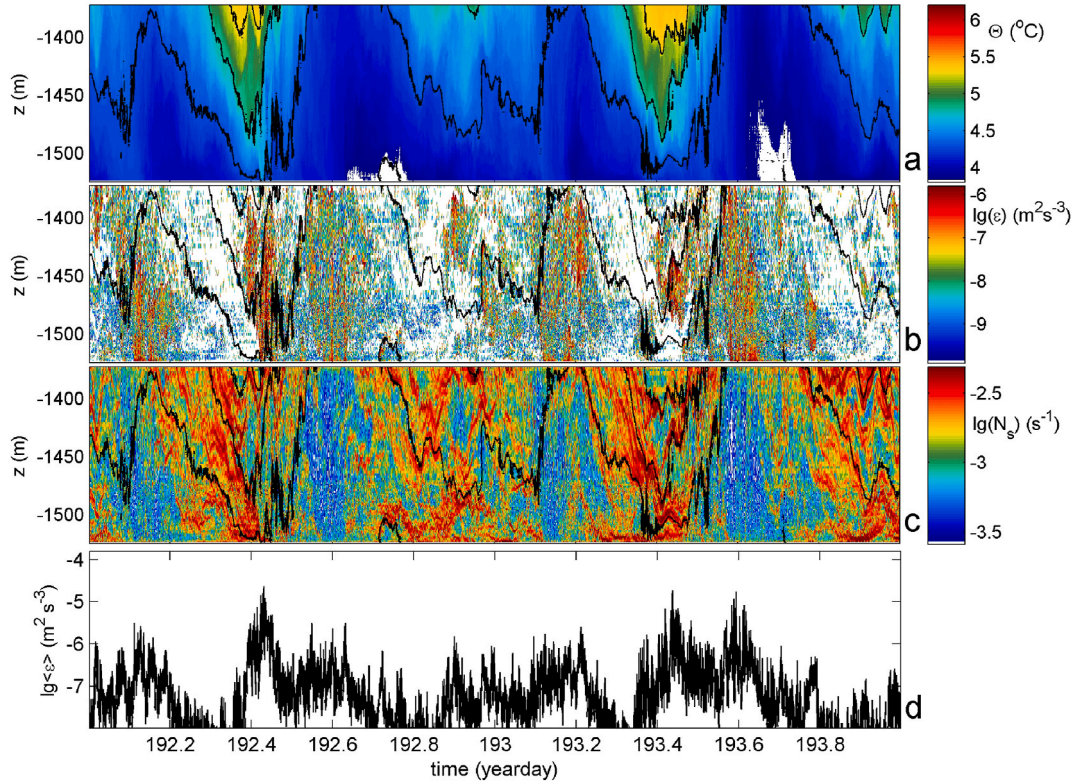 -1400
-1450
-1500
z (m)
a
6
5.5
5
4.5
4
Θ (°C)
-1400
-1450
-1500
z (m)
b
-6
-7
-8
-9
lg(ε) (m²s⁻³)
-1400
-1450
-1500
z (m)
c
-2.5
-3
-3.5
lg(Nₛ) (s⁻¹)
-4
-5
-6
-7
lg<ε> (m² s⁻³)
d
192.2 192.4 192.6 192.8 193 193.2 193.4 193.6 193.8
time (yearday)